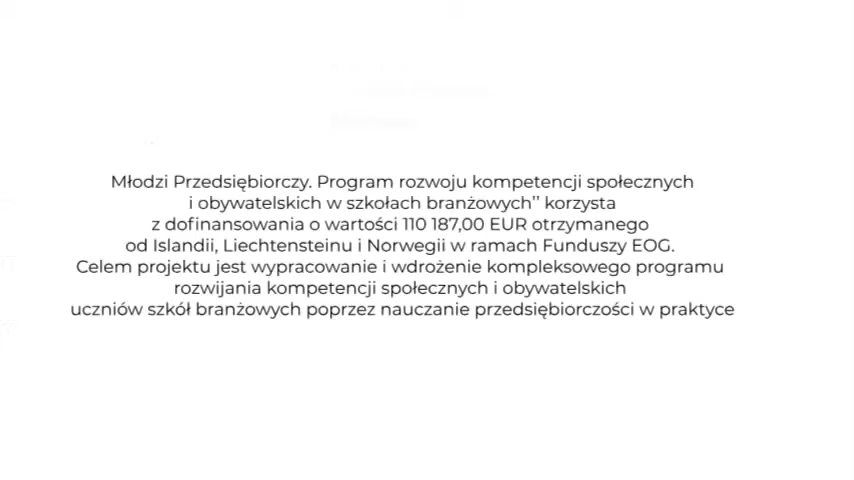 Młodzi Przedsiębiorczy. Program rozwoju kompetencji społecznych
i obywatelskich w szkołach branżowych’’ korzysta
z dofinansowania o wartości 110 187,00 EUR otrzymanego
od Islandii, Liechtensteinu i Norwegii w ramach Funduszy EOG.
Celem projektu jest wypracowanie i wdrożenie kompleksowego programu
rozwijania kompetencji społecznych i obywatelskich
uczniów szkół branżowych poprzez nauczanie przedsiębiorczości w praktyce